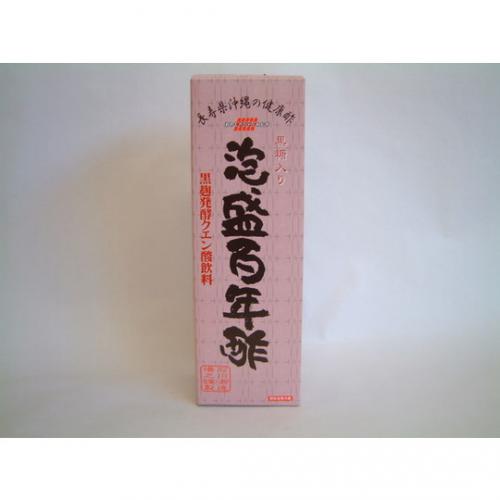 長寿県沖縄の健康酢
黒糖入り
泡盛百年酢
黒麹発酵クエン酸飲料